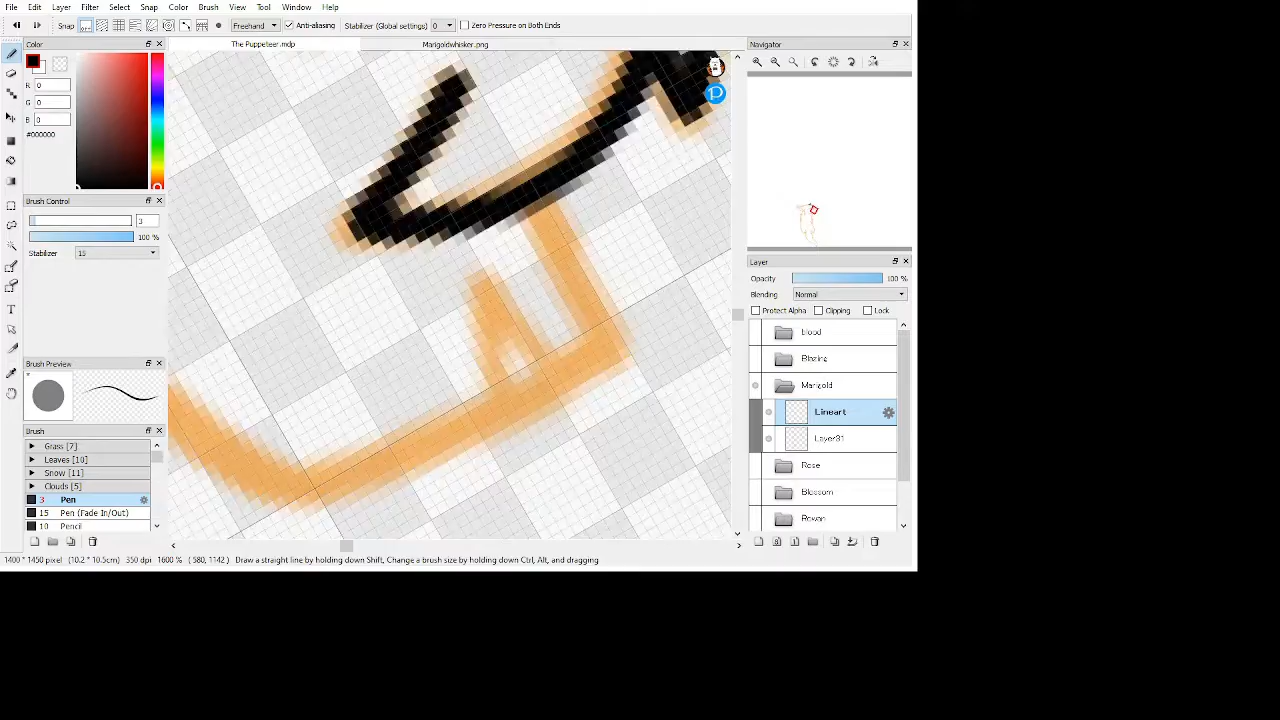 File Edit Layer Filter Select Snap Color Brush View Tool Window Help
Snap Freehand Anti-aliasing Stabilizer (Global settings) 0 Zero Pressure on Both Ends
Color
The Puppeteer.mdp
Marigoldwhisker.png
Navigator
R 0
G 0
B 0
#000000
Brush Control
3
100 %
Stabilizer 15
Layer
Opacity 100 %
Blending Normal
Protect Alpha Clipping Lock
blood
Blazing
Marigold
Lineart
Layer31
Rose
Blossom
Rowan
Brush Preview
Brush
Grass [7]
Leaves [10]
Snow [11]
Clouds [5]
3 Pen
15 Pen (Fade In/Out)
10 Pencil
1400 * 1450 pixel (10.2 * 10.5cm) 350 dpi 1600 % ( 580, 1142 ) Draw a straight line by holding down Shift, Change a brush size by holding down Ctrl, Alt, and dragging